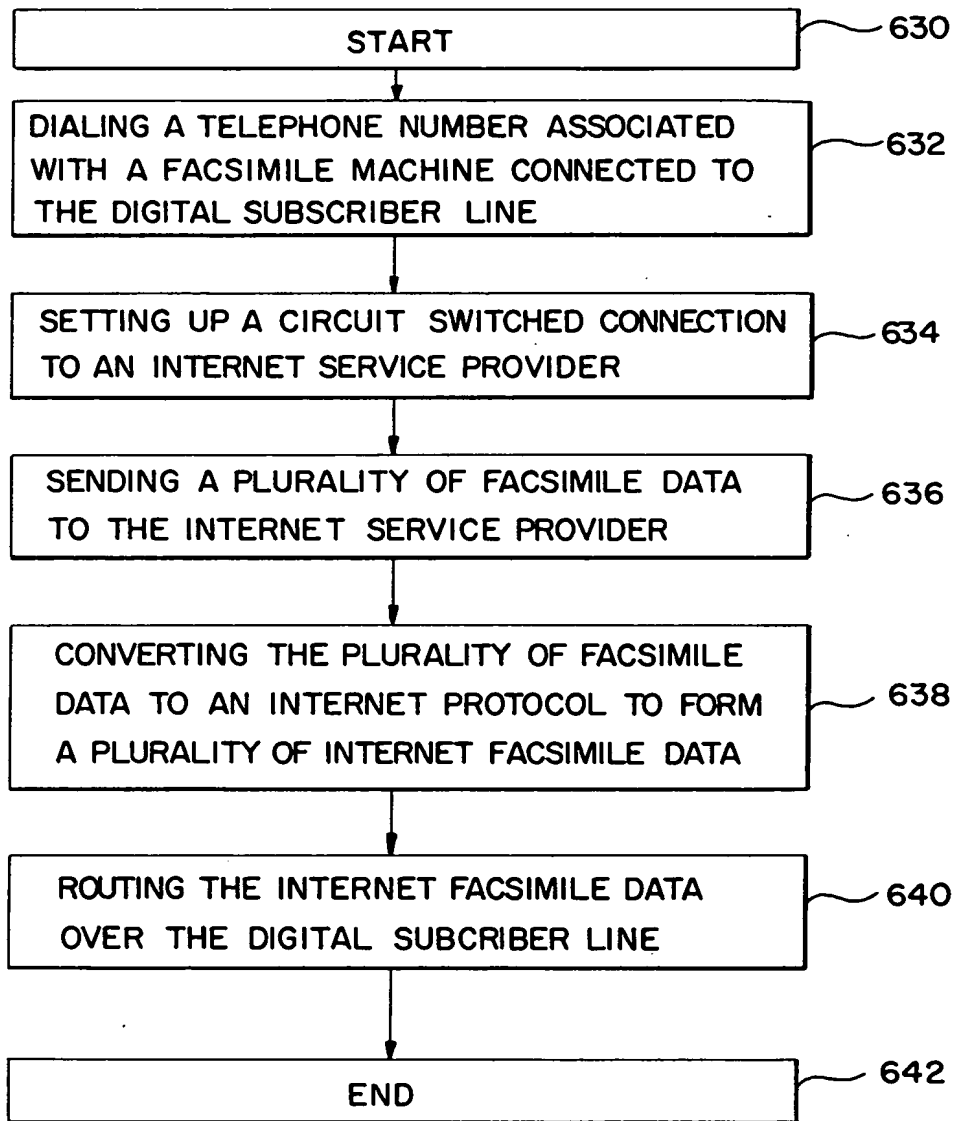 START
630
DIALING A TELEPHONE NUMBER ASSOCIATED
WITH A FACSIMILE MACHINE CONNECTED TO
THE DIGITAL SUBSCRIBER LINE
632
SETTING UP A CIRCUIT SWITCHED CONNECTION
TO AN INTERNET SERVICE PROVIDER
634
SENDING A PLURALITY OF FACSIMILE DATA
TO THE INTERNET SERVICE PROVIDER
636
CONVERTING THE PLURALITY OF FACSIMILE
DATA TO AN INTERNET PROTOCOL TO FORM
A PLURALITY OF INTERNET FACSIMILE DATA
638
ROUTING THE INTERNET FACSIMILE DATA
OVER THE DIGITAL SUBCRIBER LINE
640
END
642